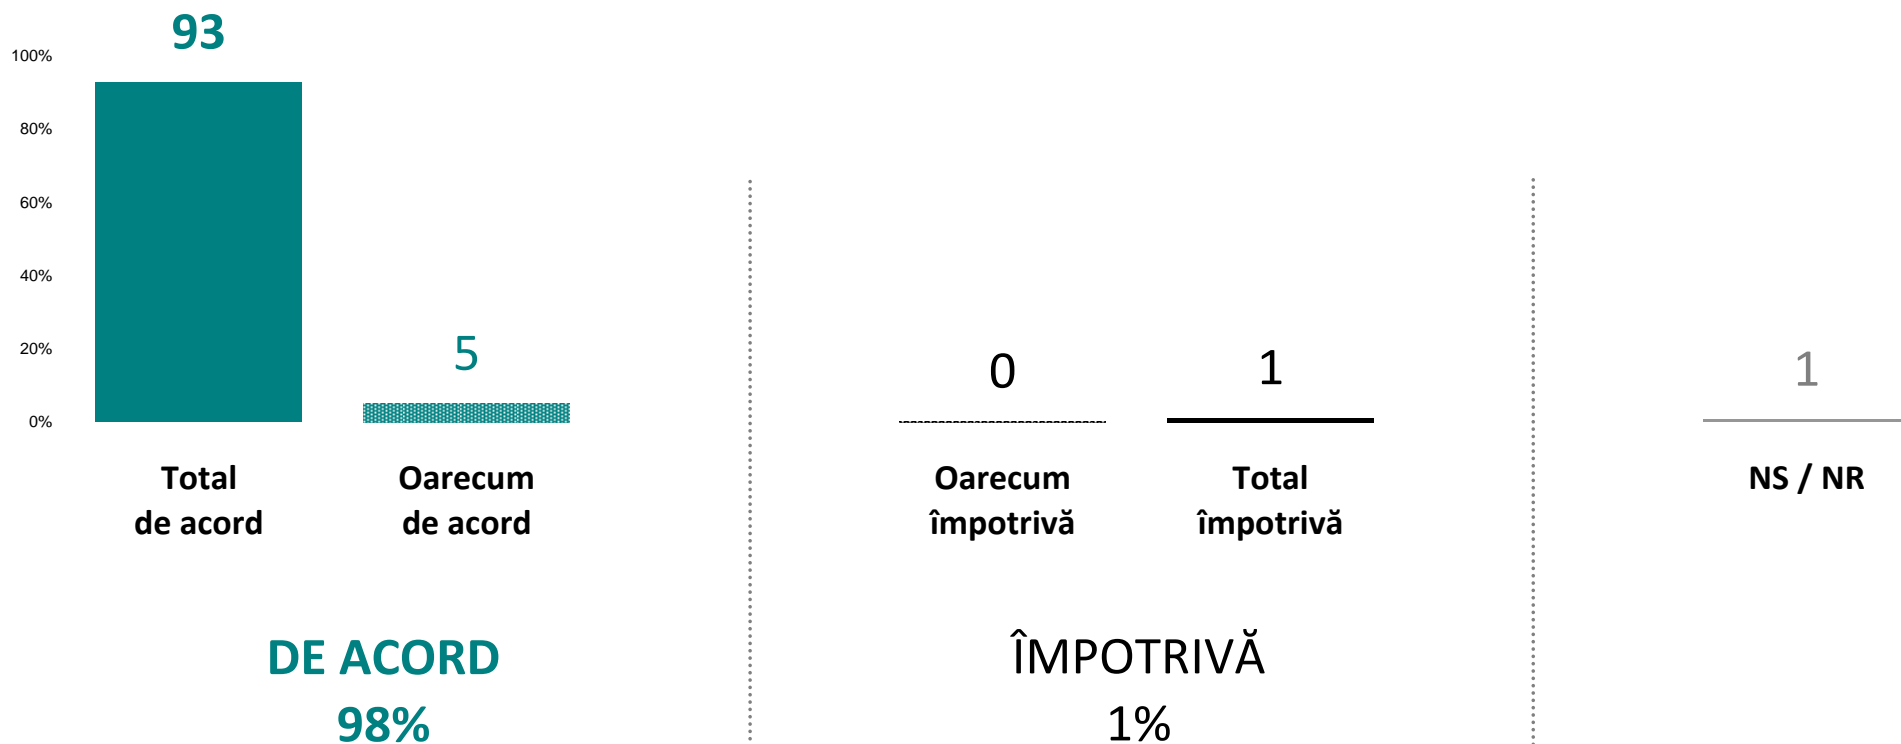 93
100%
80%
60%
40%
20%
0%
5
0
1
1
Total
de acord
Oarecum
de acord
Oarecum
împotrivă
Total
împotrivă
NS / NR
DE ACORD
98%
ÎMPOTRIVĂ
1%